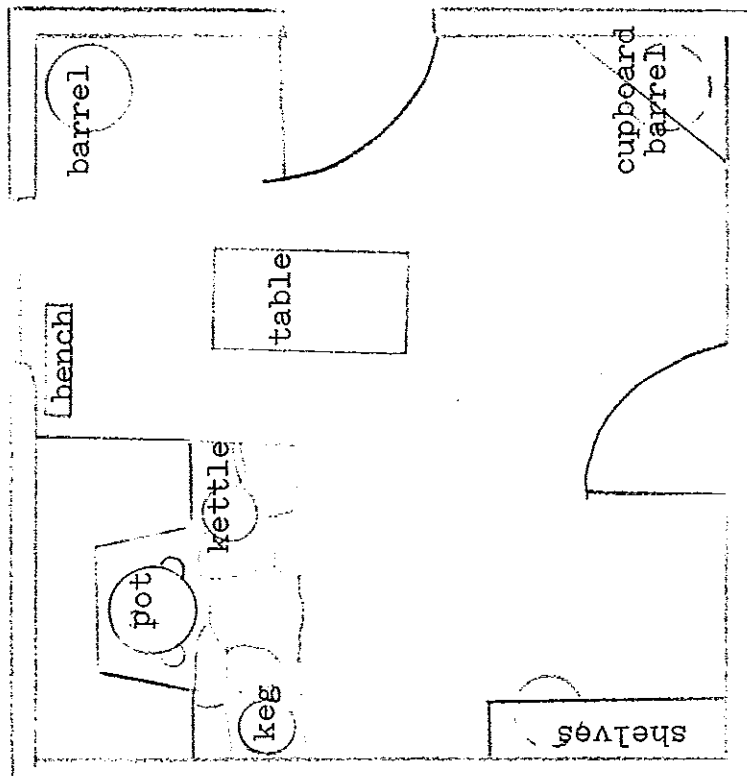 barrel
cupboard
barrel
table
bench
kettle
pot
keg
shelves